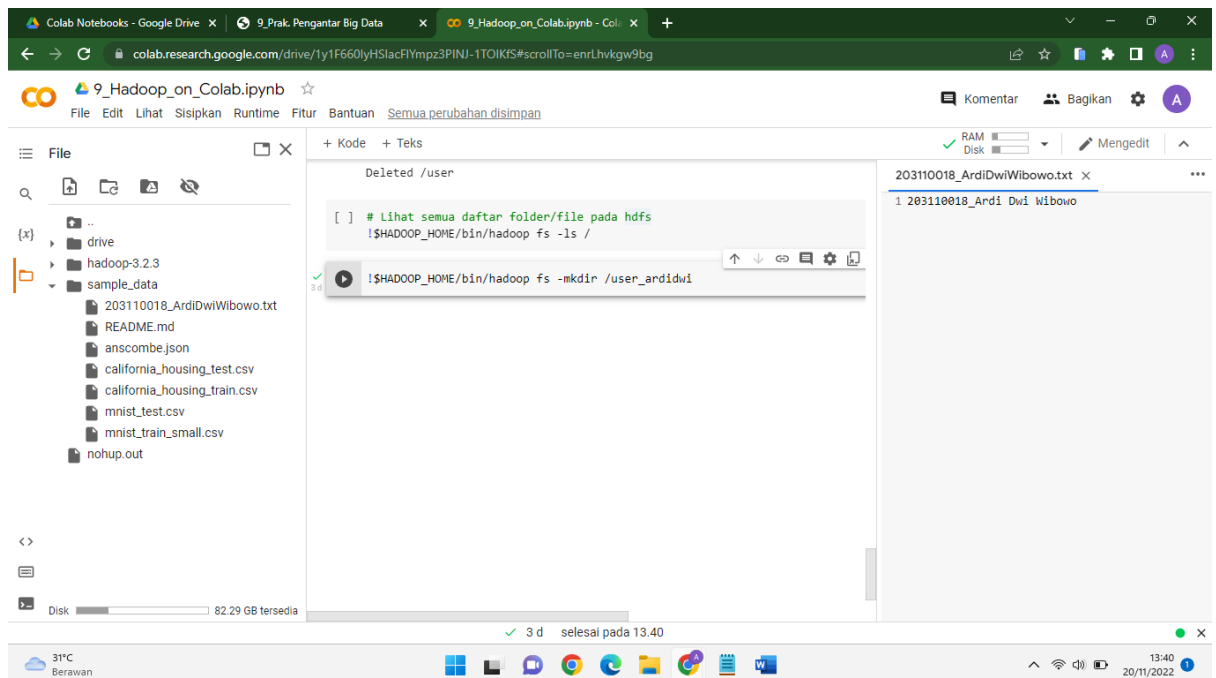 Colab Notebooks - Google Drive
9_Prak. Pengantar Big Data
9_Hadoop_on_Colab.ipynb - Cola
colab.research.google.com/drive/1y1F660lyHSlacFlYmpz3PINJ-1TOlKfS#scrollTo=enrLhvkgw9bg
A
9_Hadoop_on_Colab.ipynb
File Edit Lihat Sisipkan Runtime Fitur Bantuan Semua perubahan disimpan
Komentar Bagikan A
File
+ Kode + Teks
RAM
Disk
Mengedit
Deleted /user
[ ] # Lihat semua daftar folder/file pada hdfs
!$HADOOP_HOME/bin/hadoop fs -ls /
3 d
!$HADOOP_HOME/bin/hadoop fs -mkdir /user_ardidwi
203110018_ArdiDwiWibowo.txt
1 203110018_Ardi Dwi Wibowo
{x}
..
drive
hadoop-3.2.3
sample_data
203110018_ArdiDwiWibowo.txt
README.md
anscombe.json
california_housing_test.csv
california_housing_train.csv
mnist_test.csv
mnist_train_small.csv
nohup.out
Disk 82.29 GB tersedia
3 d selesai pada 13.40
31°C
Berawan
A
W
13:40
20/11/2022
1